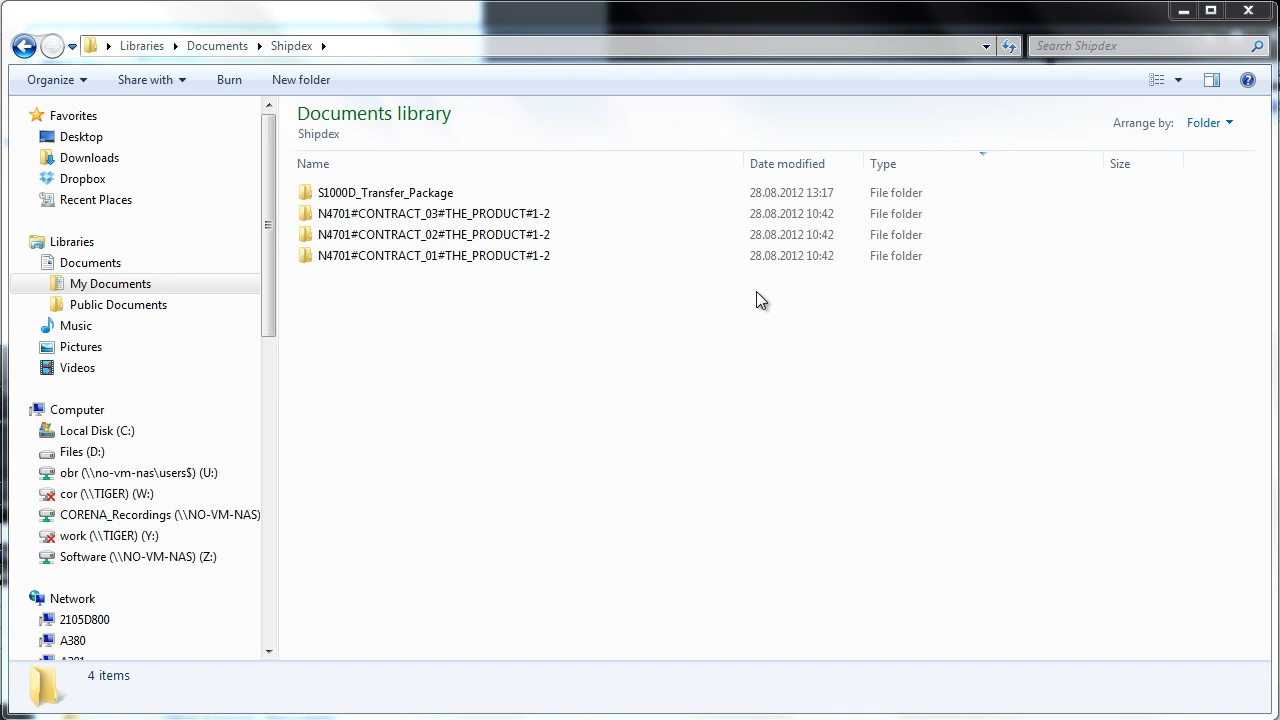 Libraries Documents Shipdex
Search Shipdex
Organize Share with Burn New folder
Favorites
Desktop
Downloads
Dropbox
Recent Places
Libraries
Documents
My Documents
Public Documents
Music
Pictures
Videos
Computer
Local Disk (C:)
Files (D:)
obr (\\no-vm-nas\users$) (U:)
cor (\\TIGER) (W:)
CORENA_Recordings (\\NO-VM-NAS)
work (\\TIGER) (Y:)
Software (\\NO-VM-NAS) (Z:)
Network
2105D800
A380
Documents library
Shipdex
Arrange by: Folder
Name Date modified Type Size
S1000D_Transfer_Package 28.08.2012 13:17 File folder
N4701#CONTRACT_03#THE_PRODUCT#1-2 28.08.2012 10:42 File folder
N4701#CONTRACT_02#THE_PRODUCT#1-2 28.08.2012 10:42 File folder
N4701#CONTRACT_01#THE_PRODUCT#1-2 28.08.2012 10:42 File folder
4 items